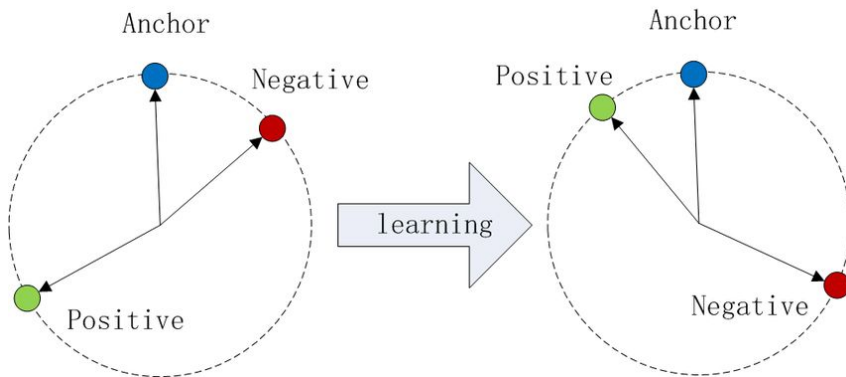 Anchor
Negative
Positive
learning
Anchor
Positive
Negative